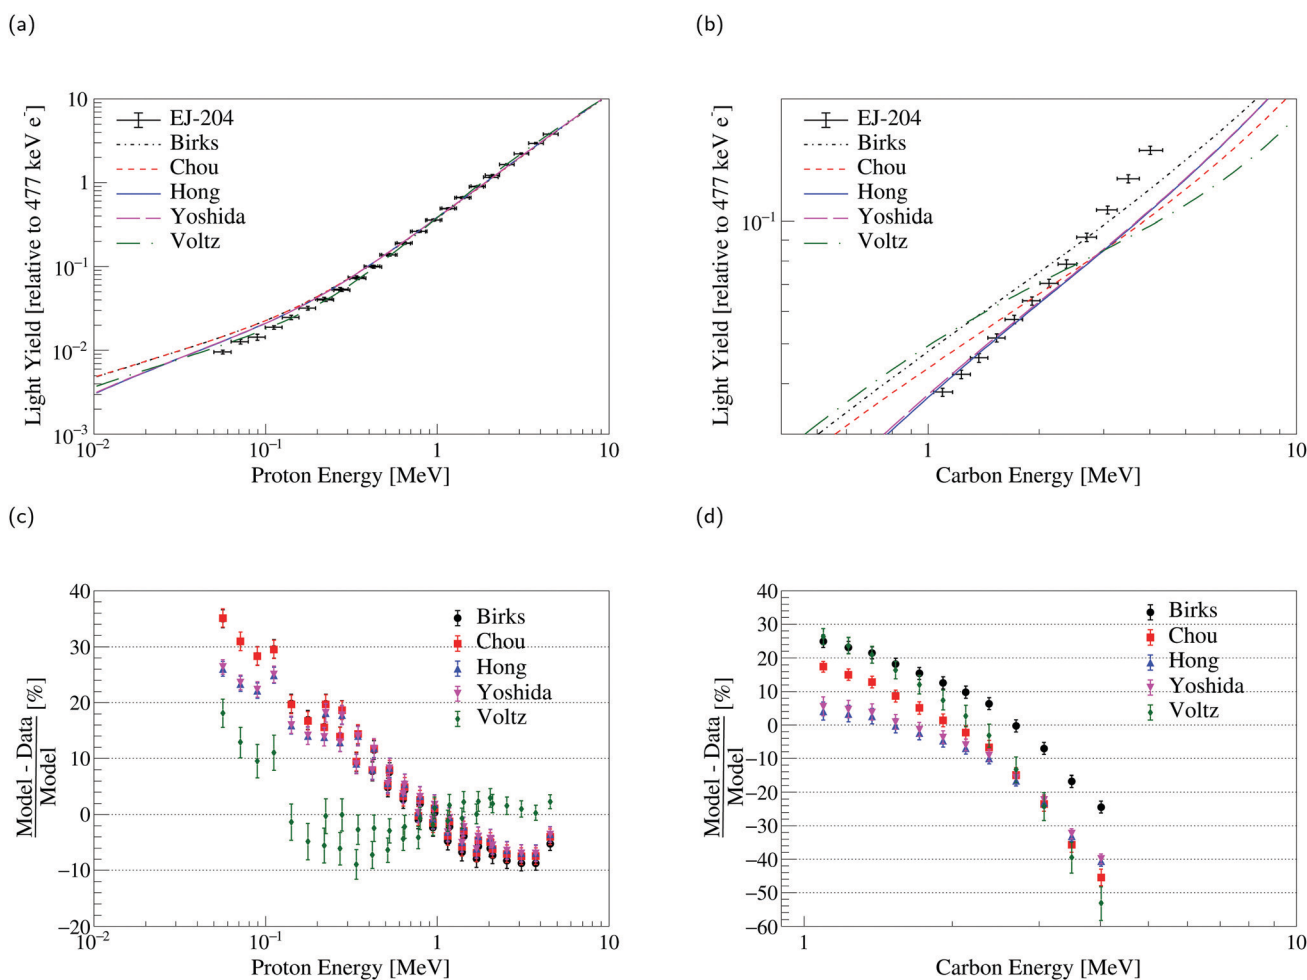 (a)
Light Yield [relative to 477 keV e⁻]
10
1
10⁻¹
10⁻²
10⁻³
EJ-204
Birks
Chou
Hong
Yoshida
Voltz
10⁻² 10⁻¹ 1 10
Proton Energy [MeV]
(b)
Light Yield [relative to 477 keV e⁻]
10⁻¹
EJ-204
Birks
Chou
Hong
Yoshida
Voltz
1 10
Carbon Energy [MeV]
(c)
Model - Data
Model
[%]
40
30
20
10
0
−10
−20
Birks
Chou
Hong
Yoshida
Voltz
10⁻² 10⁻¹ 1 10
Proton Energy [MeV]
(d)
Model - Data
Model
[%]
40
30
20
10
0
−10
−20
−30
−40
−50
−60
Birks
Chou
Hong
Yoshida
Voltz
1 10
Carbon Energy [MeV]